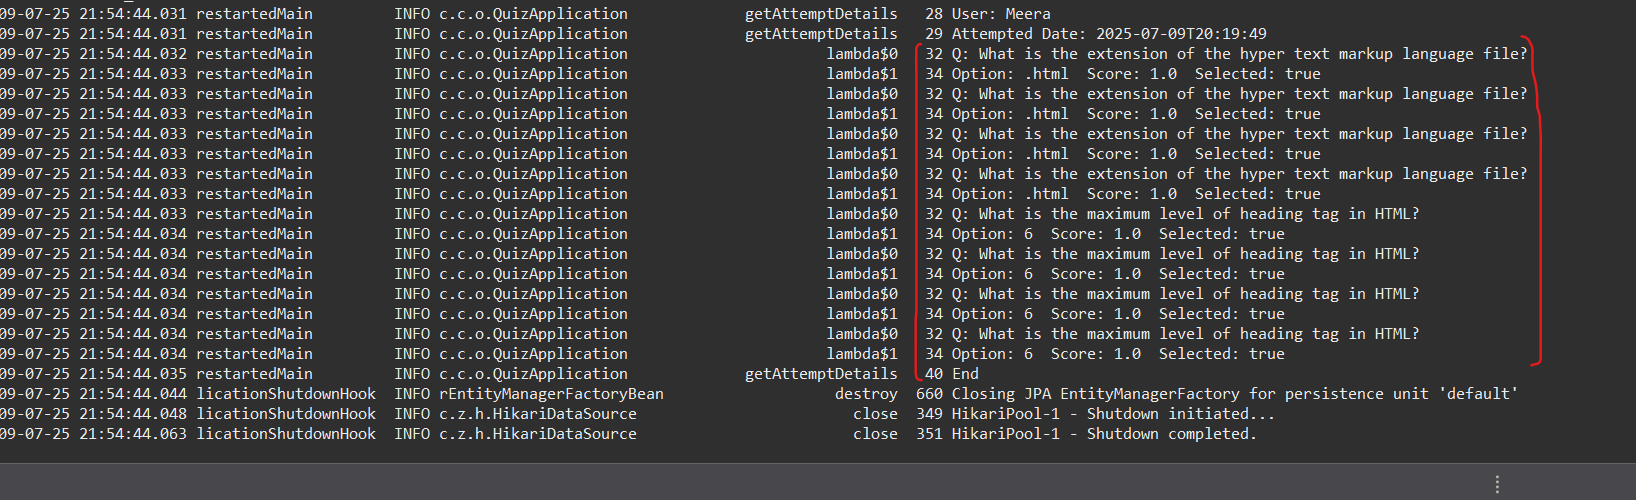 09-07-25 21:54:44.031 restartedMain INFO c.c.o.QuizApplication getAttemptDetails 28 User: Meera
09-07-25 21:54:44.031 restartedMain INFO c.c.o.QuizApplication getAttemptDetails 29 Attempted Date: 2025-07-09T20:19:49
09-07-25 21:54:44.032 restartedMain INFO c.c.o.QuizApplication lambda$0 32 Q: What is the extension of the hyper text markup language file?
09-07-25 21:54:44.033 restartedMain INFO c.c.o.QuizApplication lambda$1 34 Option: .html Score: 1.0 Selected: true
09-07-25 21:54:44.033 restartedMain INFO c.c.o.QuizApplication lambda$0 32 Q: What is the extension of the hyper text markup language file?
09-07-25 21:54:44.033 restartedMain INFO c.c.o.QuizApplication lambda$1 34 Option: .html Score: 1.0 Selected: true
09-07-25 21:54:44.033 restartedMain INFO c.c.o.QuizApplication lambda$0 32 Q: What is the extension of the hyper text markup language file?
09-07-25 21:54:44.033 restartedMain INFO c.c.o.QuizApplication lambda$1 34 Option: .html Score: 1.0 Selected: true
09-07-25 21:54:44.033 restartedMain INFO c.c.o.QuizApplication lambda$0 32 Q: What is the extension of the hyper text markup language file?
09-07-25 21:54:44.033 restartedMain INFO c.c.o.QuizApplication lambda$1 34 Option: .html Score: 1.0 Selected: true
09-07-25 21:54:44.033 restartedMain INFO c.c.o.QuizApplication lambda$0 32 Q: What is the maximum level of heading tag in HTML?
09-07-25 21:54:44.034 restartedMain INFO c.c.o.QuizApplication lambda$1 34 Option: 6 Score: 1.0 Selected: true
09-07-25 21:54:44.034 restartedMain INFO c.c.o.QuizApplication lambda$0 32 Q: What is the maximum level of heading tag in HTML?
09-07-25 21:54:44.034 restartedMain INFO c.c.o.QuizApplication lambda$1 34 Option: 6 Score: 1.0 Selected: true
09-07-25 21:54:44.034 restartedMain INFO c.c.o.QuizApplication lambda$0 32 Q: What is the maximum level of heading tag in HTML?
09-07-25 21:54:44.034 restartedMain INFO c.c.o.QuizApplication lambda$1 34 Option: 6 Score: 1.0 Selected: true
09-07-25 21:54:44.034 restartedMain INFO c.c.o.QuizApplication lambda$0 32 Q: What is the maximum level of heading tag in HTML?
09-07-25 21:54:44.034 restartedMain INFO c.c.o.QuizApplication lambda$1 34 Option: 6 Score: 1.0 Selected: true
09-07-25 21:54:44.035 restartedMain INFO c.c.o.QuizApplication getAttemptDetails 40 End
09-07-25 21:54:44.044 licationShutdownHook INFO rEntityManagerFactoryBean destroy 660 Closing JPA EntityManagerFactory for persistence unit 'default'
09-07-25 21:54:44.048 licationShutdownHook INFO c.z.h.HikariDataSource close 349 HikariPool-1 - Shutdown initiated...
09-07-25 21:54:44.063 licationShutdownHook INFO c.z.h.HikariDataSource close 351 HikariPool-1 - Shutdown completed.